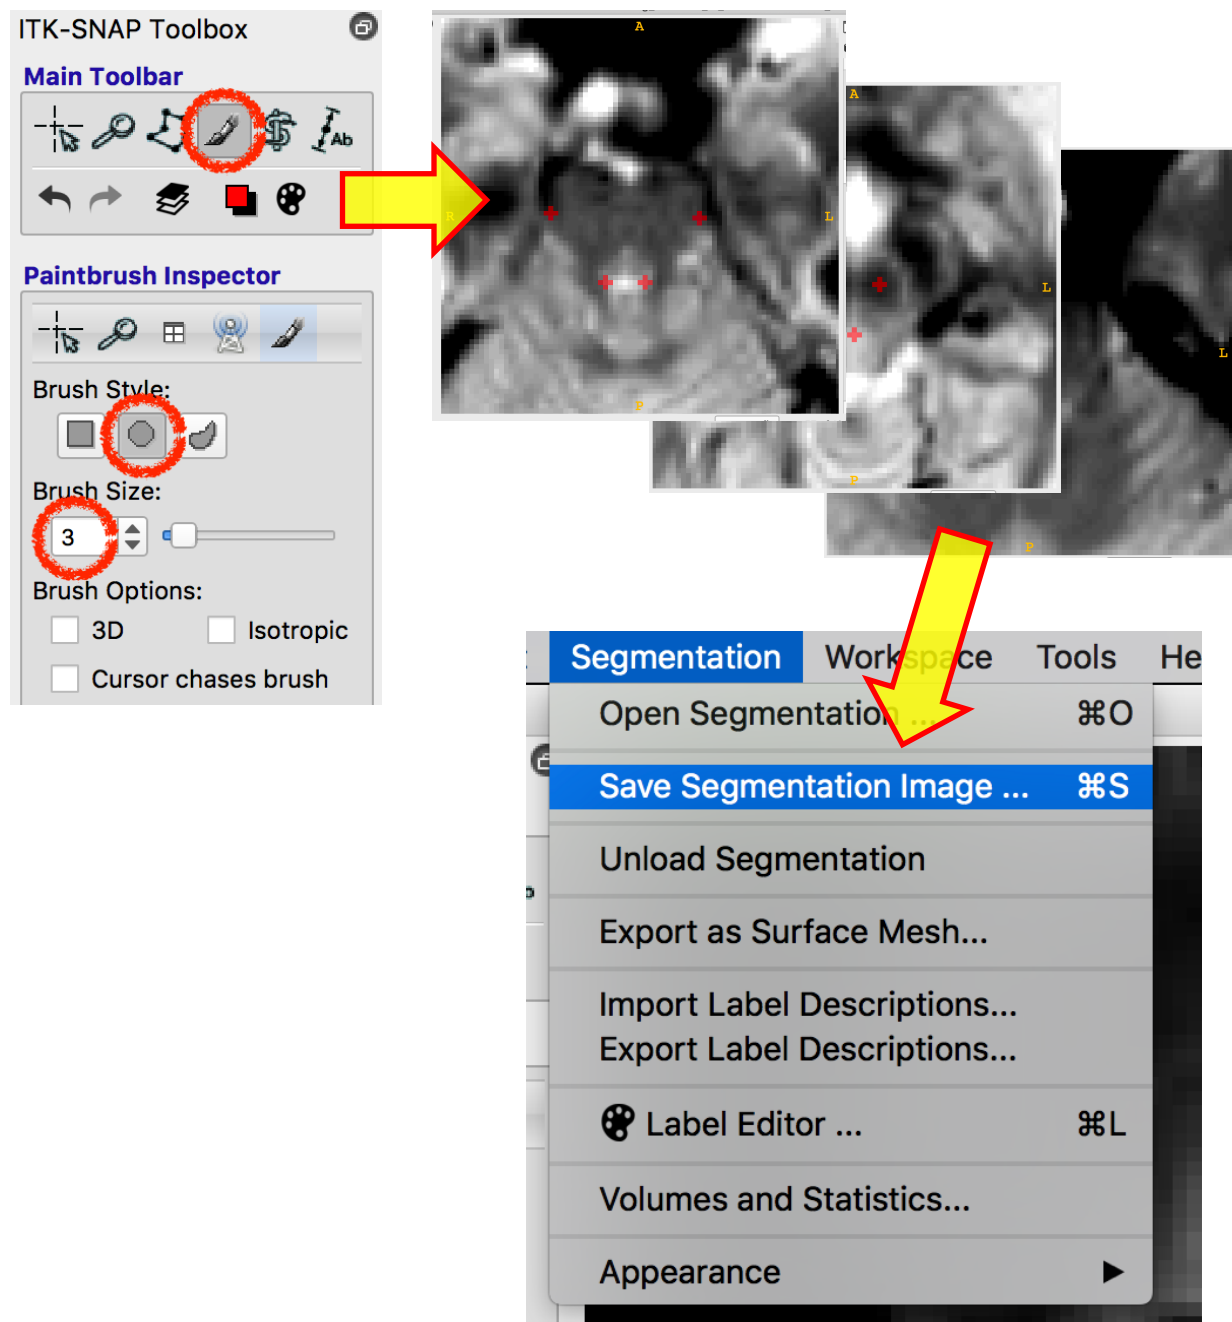 ITK-SNAP Toolbox
Main Toolbar
Ab
Paintbrush Inspector
Brush Style:
Brush Size:
3
Brush Options:
3D Isotropic
Cursor chases brush
A
R L
P
A
L
P
L
P
Segmentation Workspace Tools He
Open Segmentation ... ⌘O
Save Segmentation Image ... ⌘S
Unload Segmentation
Export as Surface Mesh...
Import Label Descriptions...
Export Label Descriptions...
Label Editor ... ⌘L
Volumes and Statistics...
Appearance